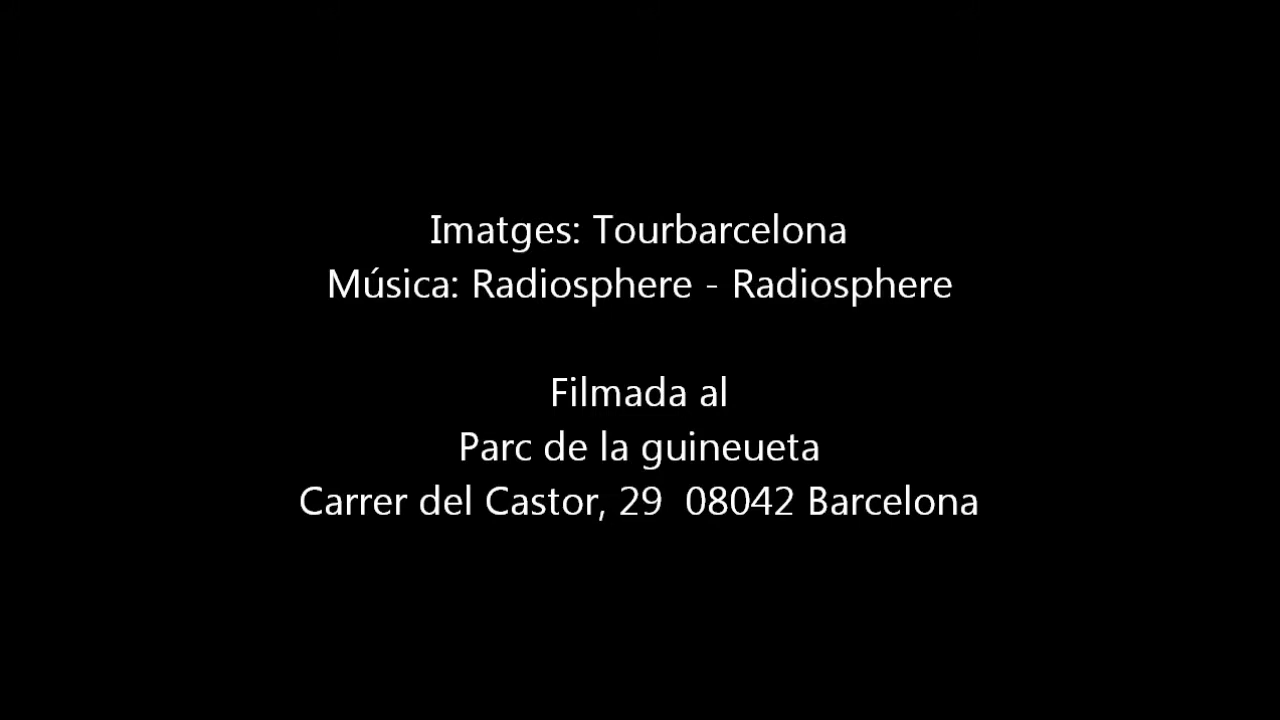 Imatges: Tourbarcelona
Música: Radiosphere - Radiosphere
Filmada al
Parc de la guineueta
Carrer del Castor, 29  08042 Barcelona